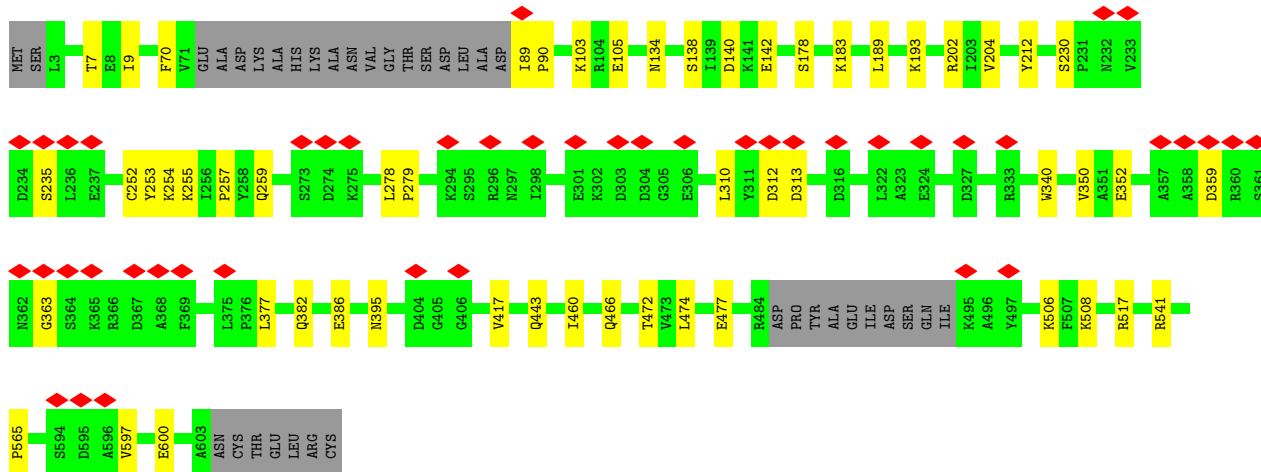 MET SER L3 T7 E8 I9 F70 V71 GLU ALA ASP LYS ALA HIS LYS ALA ASN VAL GLY THR SER ASP LEU ALA ASP I89 P90 K103 R104 E105 N134 S138 I139 D140 K141 E142 S178 K183 L189 K193 R202 I203 V204 Y212 S230 P231 N232 V233
D234 S235 L236 E237 C252 Y253 K254 K255 I256 P257 Y258 Q259 S273 D274 K275 L278 P279 K294 S295 R296 N297 I298 E301 K302 D303 D304 G305 E306 L310 Y311 D312 D313 D316 L322 A323 E324 D327 R333 W340 V350 A351 E352 A357 A358 D359 R360 S361
N362 G363 S364 K365 R366 D367 A368 F369 L375 P376 L377 Q382 E386 N395 D404 G405 G406 V417 Q443 I460 Q466 T472 V473 L474 E477 R484 ASP PRO TYR ALA GLU ILE ASP SER GLN ILE K495 A496 Y497 K506 F507 K508 R517 R541
P565 S594 D595 A596 V597 E600 A603 ASN CYS THR GLU LEU ARG CYS